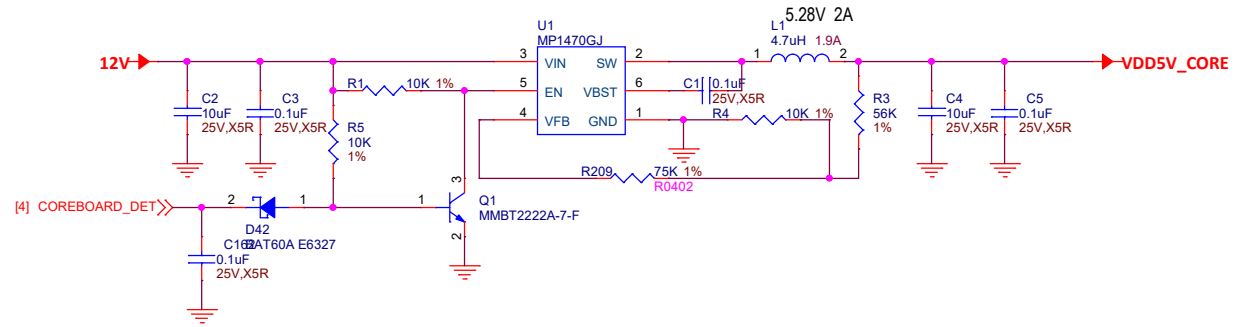 5.28V 2A
U1
MP1470GJ
L1
4.7uH 1.9A
12V
3 VIN SW 2
1 2
VDD5V_CORE
R1 10K 1%
5 EN VBST 6
C1 0.1uF
25V,X5R
4 VFB GND 1
R4 10K 1%
C2
10uF
25V,X5R
C3
0.1uF
25V,X5R
R5
10K
1%
R3
56K
1%
C4
10uF
25V,X5R
C5
0.1uF
25V,X5R
R209 75K 1%
R0402
[4] COREBOARD_DET
2 1
D42
BAT60A E6327
1
3
2
Q1
MMBT2222A-7-F
C162
0.1uF
25V,X5R